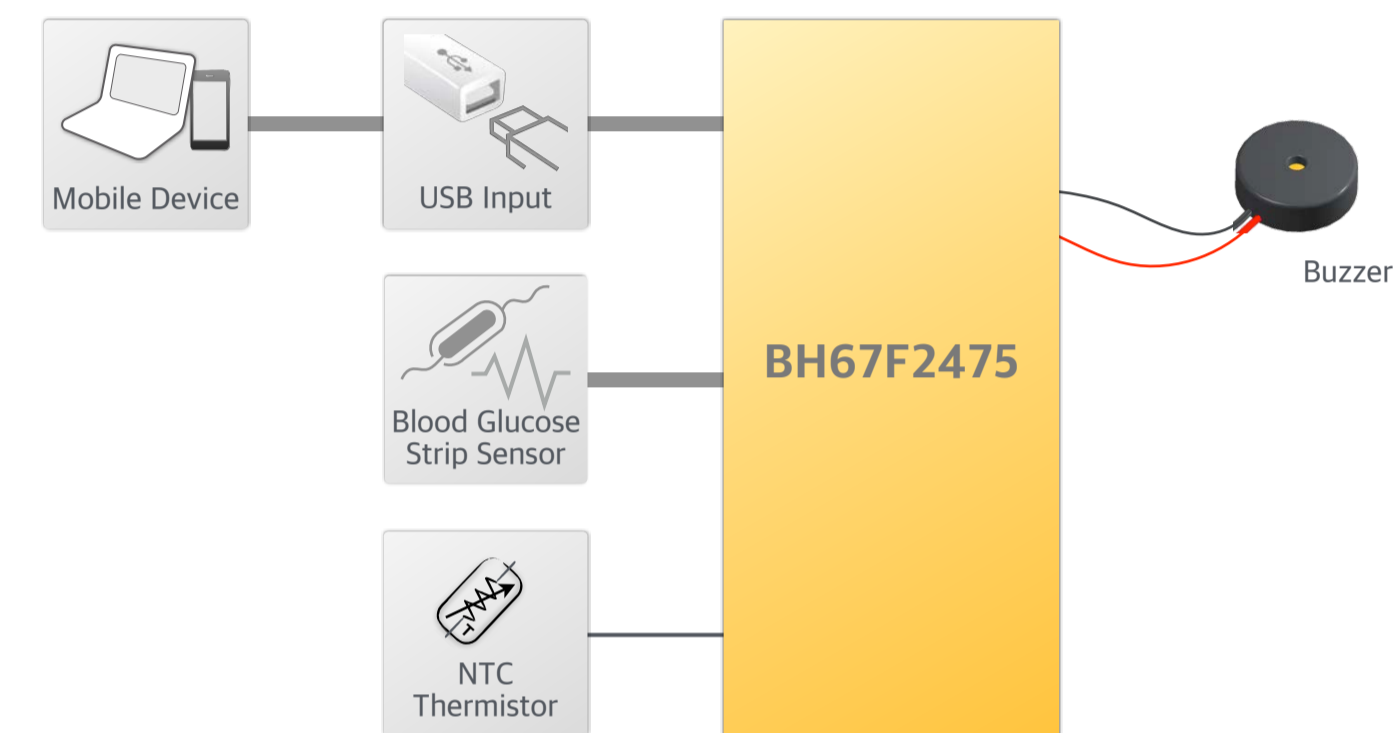 Mobile Device
USB Input
Buzzer
BH67F2475
Blood Glucose
Strip Sensor
T
NTC
Thermistor